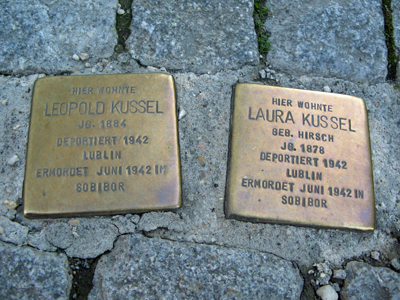 HIER WOHNTE
LEOPOLD KUSSEL
JG. 1884
DEPORTIERT 1942
LUBLIN
ERMORDET JUNI 1942 IN
SOBIBOR
HIER WOHNTE
LAURA KUSSEL
GEB. HIRSCH
JG. 1878
DEPORTIERT 1942
LUBLIN
ERMORDET JUNI 1942 IN
SOBIBOR